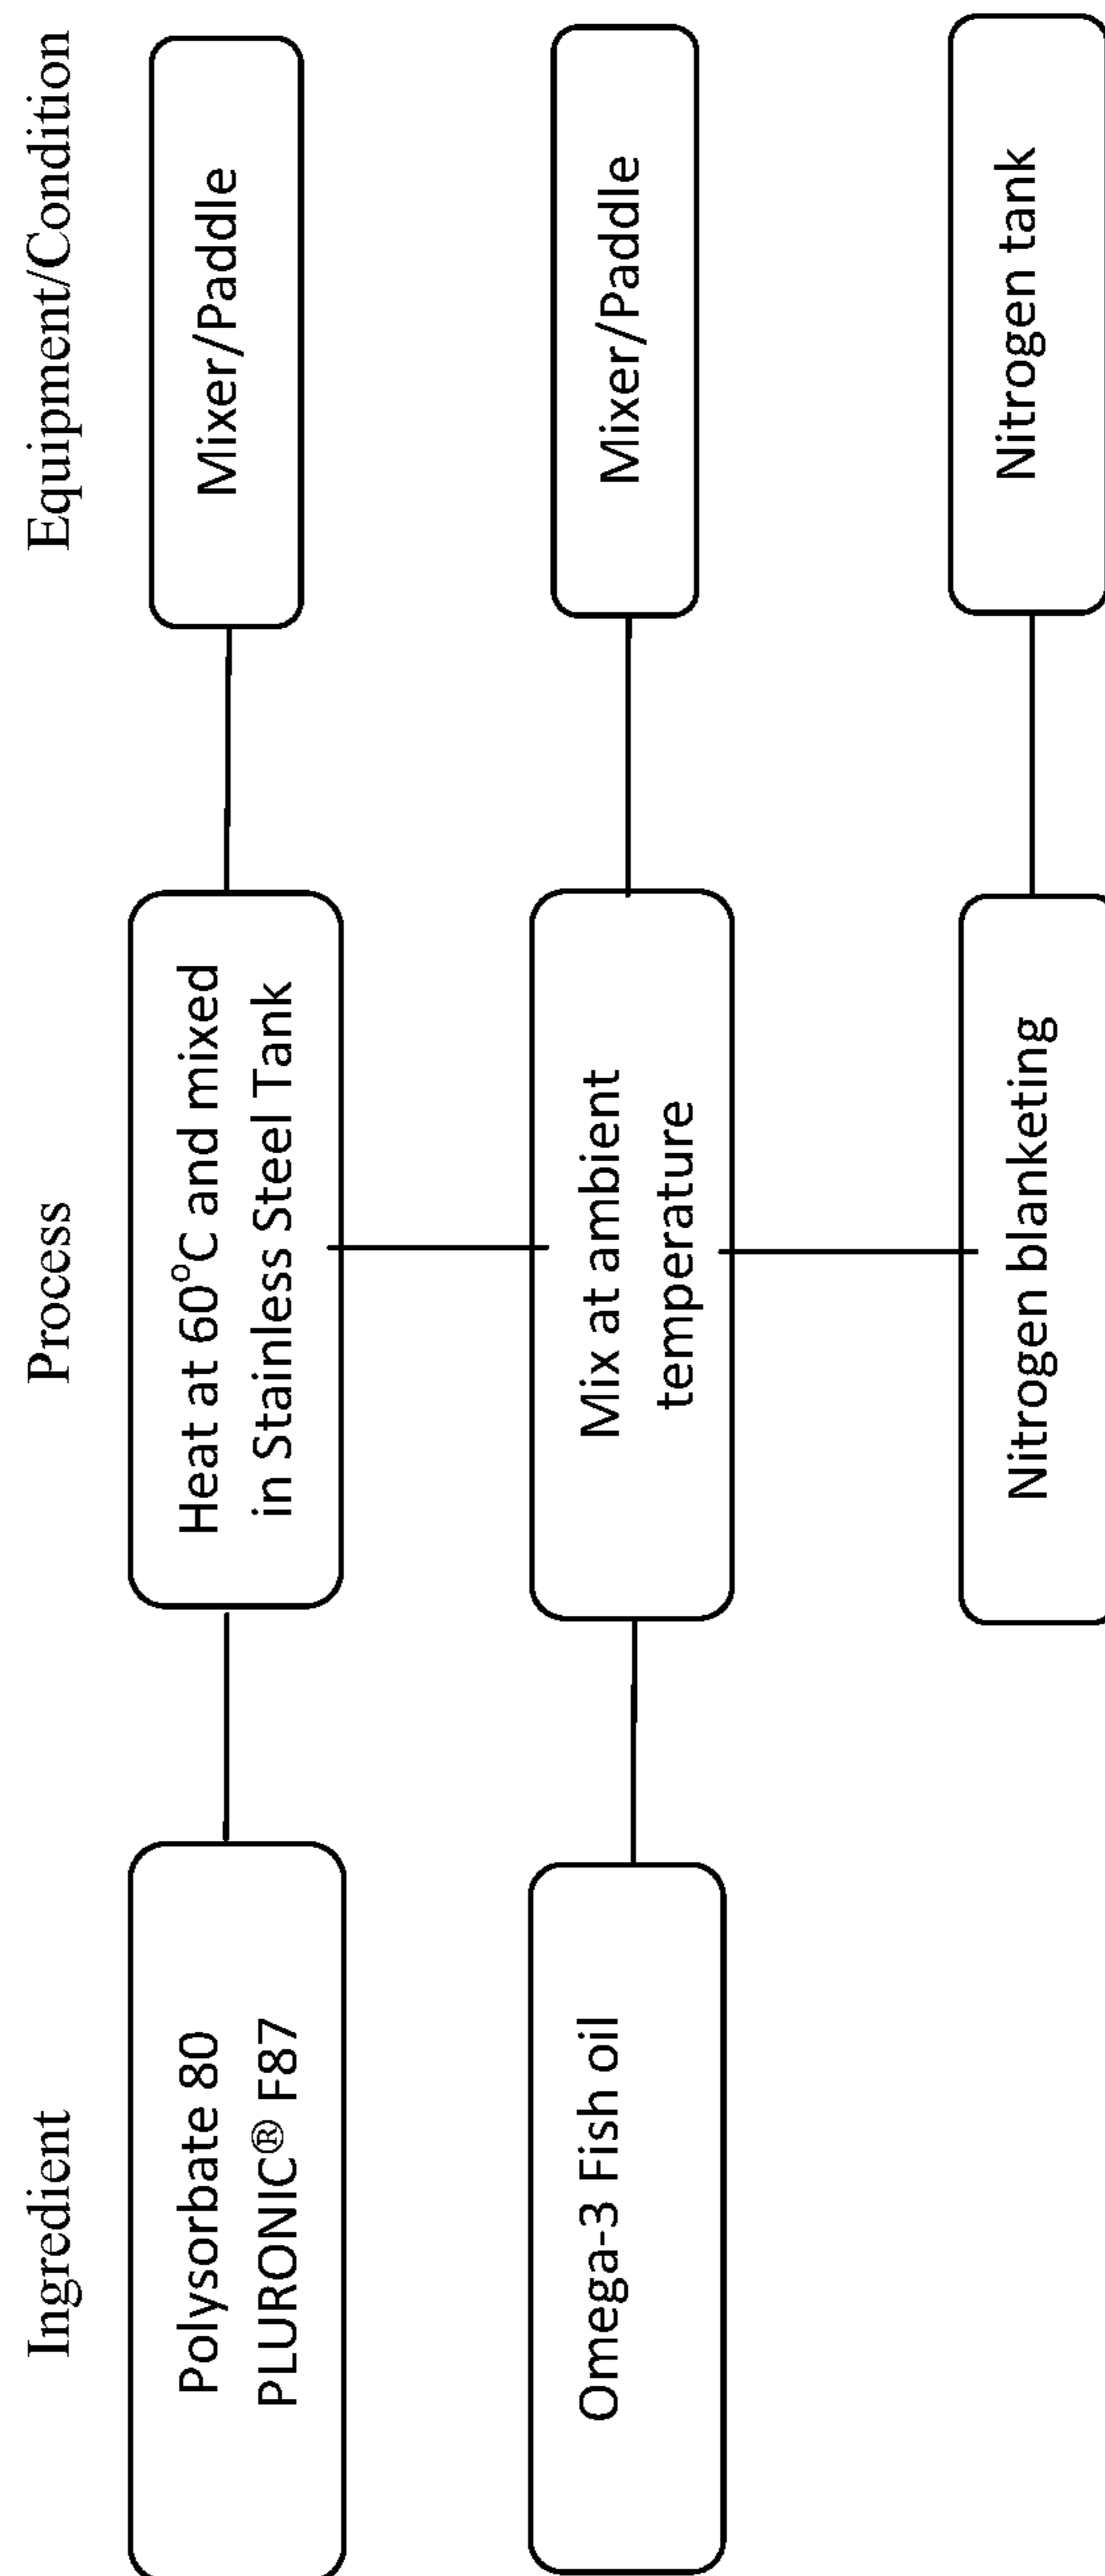 Ingredient
Process
Equipment/Condition
Polysorbate 80
PLURONIC® F87
Heat at 60°C and mixed
in Stainless Steel Tank
Mixer/Paddle
Omega-3 Fish oil
Mix at ambient
temperature
Mixer/Paddle
Nitrogen blanketing
Nitrogen tank